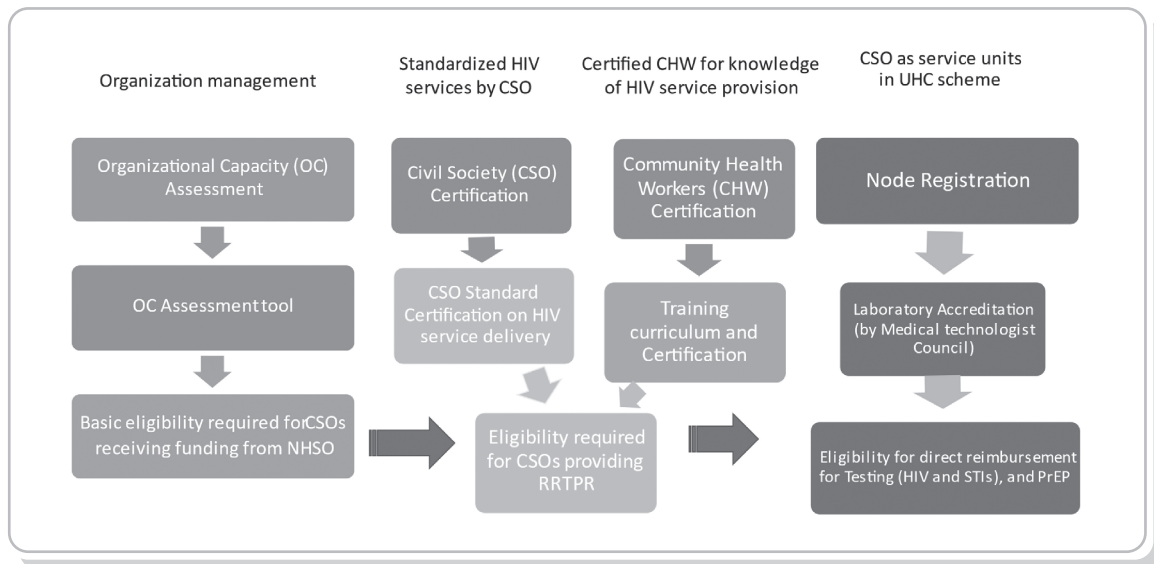 Organization management
Standardized HIV
services by CSO
Certified CHW for knowledge
of HIV service provision
CSO as service units
in UHC scheme
Organizational Capacity (OC)
Assessment
OC Assessment tool
Basic eligibility required forCSOs
receiving funding from NHSO
Civil Society (CSO)
Certification
CSO Standard
Certification on HIV
service delivery
Community Health
Workers (CHW)
Certification
Training
curriculum and
Certification
Eligibility required
for CSOs providing
RRTPR
Node Registration
Laboratory Accreditation
(by Medical technologist
Council)
Eligibility for direct reimbursement
for Testing (HIV and STIs), and PrEP